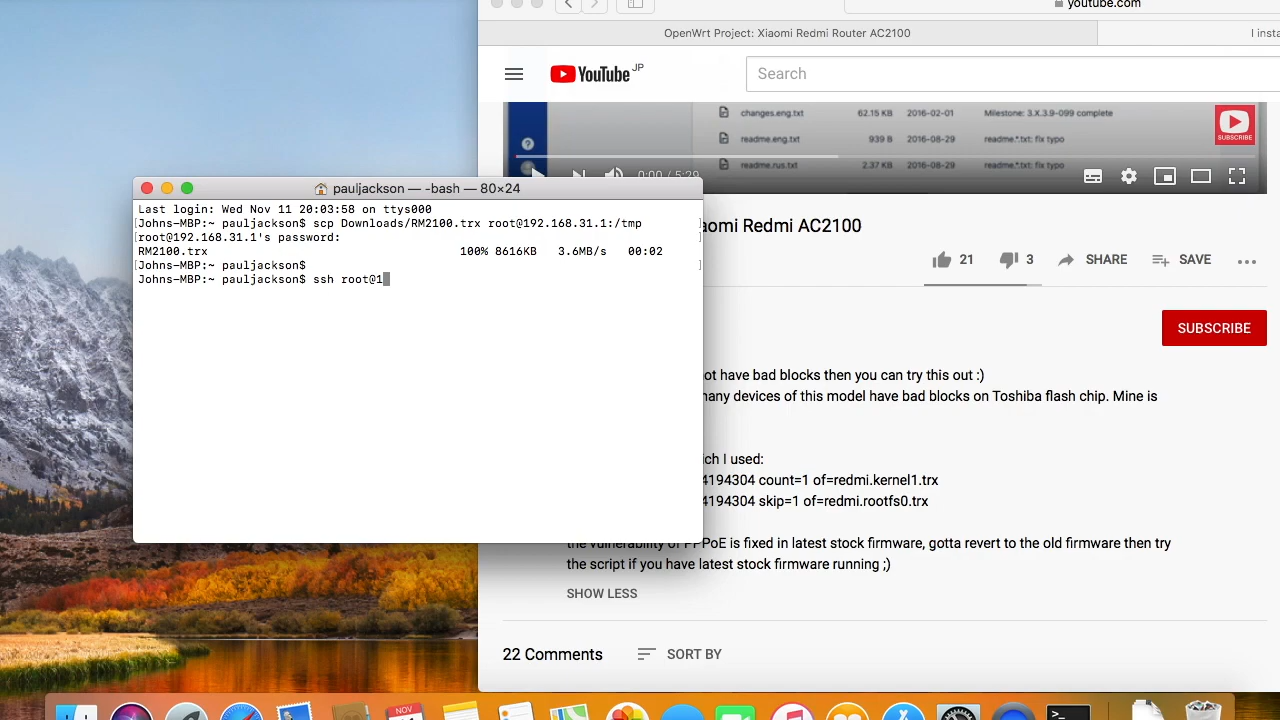 youtube.com
OpenWrt Project: Xiaomi Redmi Router AC2100
I insta
YouTube JP
Search
changes.eng.txt 62.15 KB 2016-02-01 Milestone: 3.X.3.9-099 complete
readme.eng.txt 939 B 2016-08-29 readme.*.txt: fix typo
readme.rus.txt 2.37 KB 2016-08-29 readme.*.txt: fix typo
SUBSCRIBE
0:00 / 5:29
pauljackson — -bash — 80×24
Last login: Wed Nov 11 20:03:58 on ttys000
[Johns-MBP:~ pauljackson$ scp Downloads/RM2100.trx root@192.168.31.1:/tmp ]
[root@192.168.31.1's password: ]
RM2100.trx 100% 8616KB 3.6MB/s 00:02
[Johns-MBP:~ pauljackson$ ]
Johns-MBP:~ pauljackson$ ssh root@1
aomi Redmi AC2100
21 3 SHARE SAVE
SUBSCRIBE
ot have bad blocks then you can try this out :)
many devices of this model have bad blocks on Toshiba flash chip. Mine is
ich I used:
4194304 count=1 of=redmi.kernel1.trx
4194304 skip=1 of=redmi.rootfs0.trx
the vulnerability of PPPoE is fixed in latest stock firmware, gotta revert to the old firmware then try
the script if you have latest stock firmware running ;)
SHOW LESS
22 Comments SORT BY
NOV